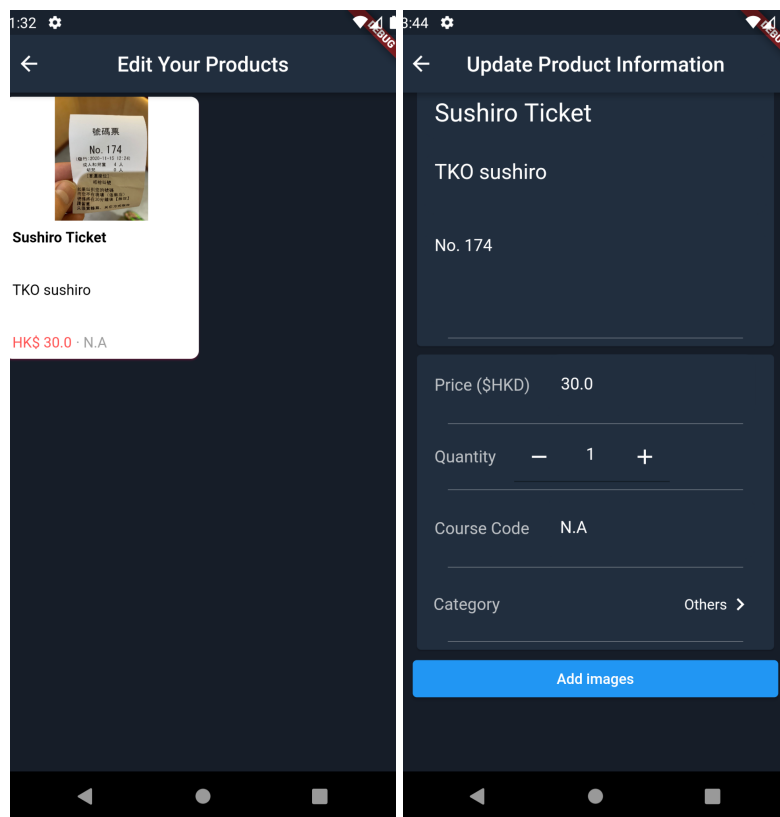 1:32
DEBUG
Edit Your Products
號碼票
No. 174
Sushiro Ticket
TKO sushiro
HK$ 30.0 · N.A
3:44
Update Product Information
Sushiro Ticket
TKO sushiro
No. 174
Price ($HKD) 30.0
Quantity 1
Course Code N.A
Category Others
Add images